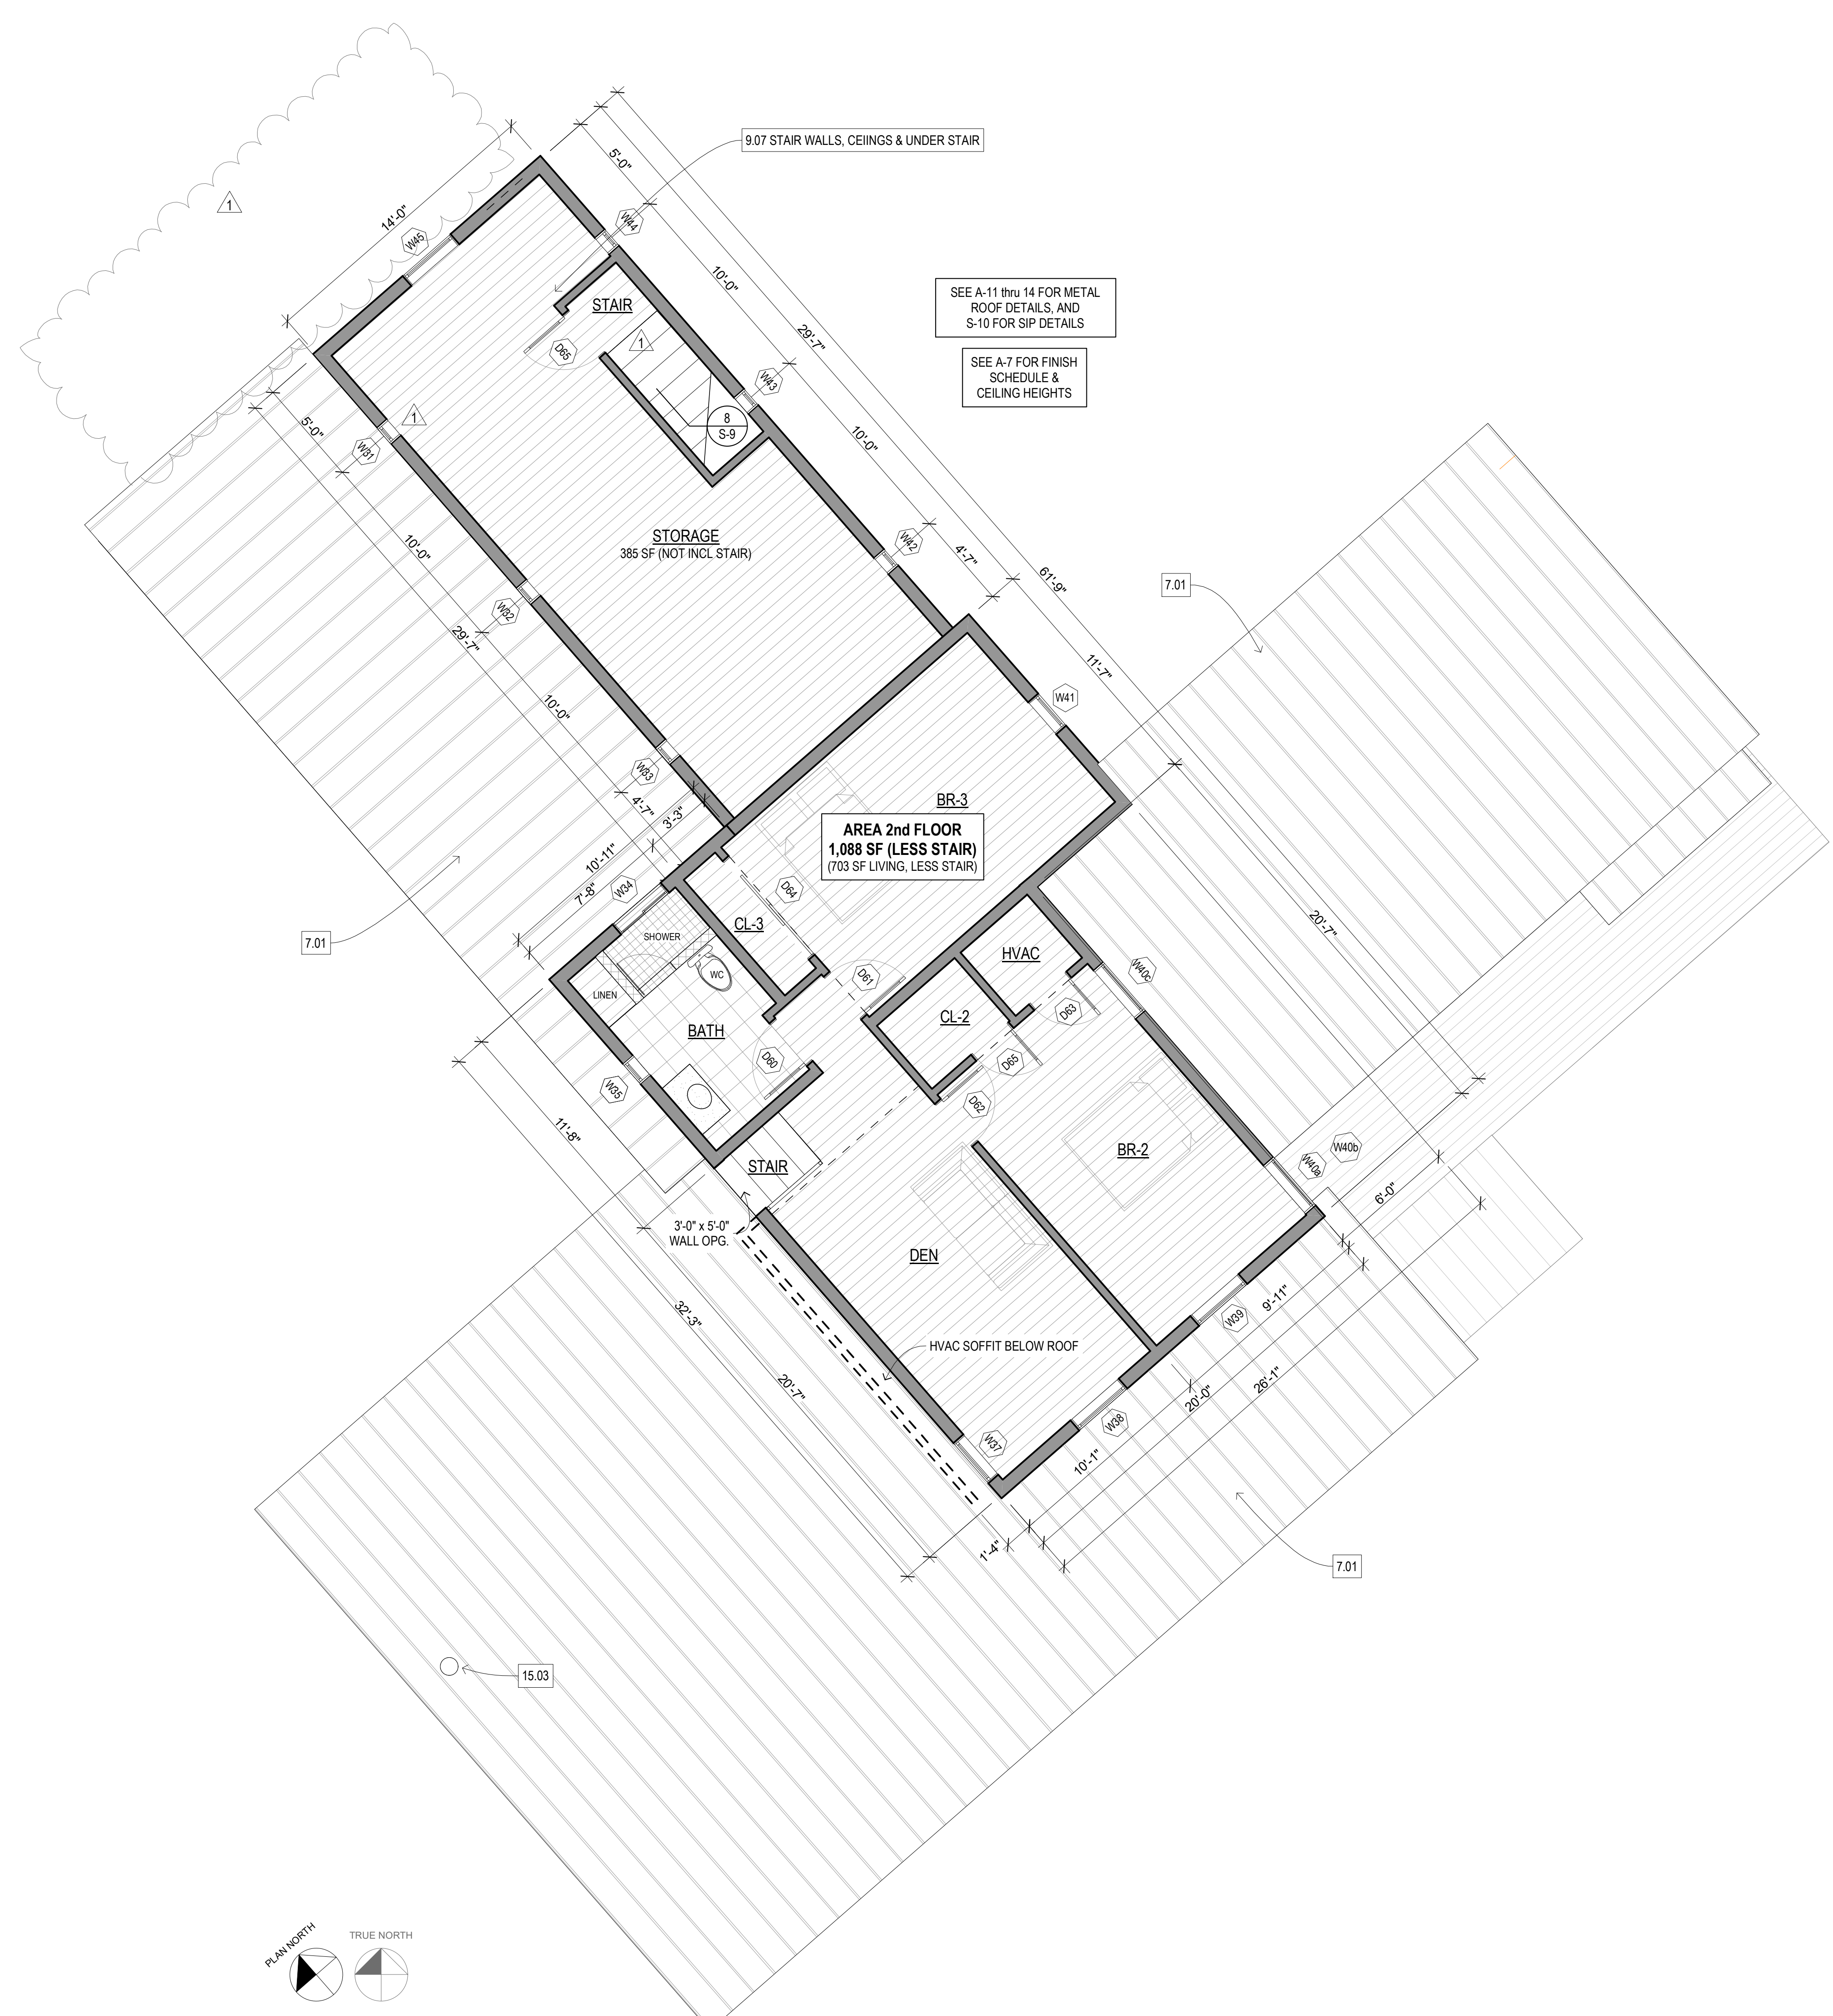 9.07 STAIR WALLS, CEIINGS & UNDER STAIR
1
14'-0"
W45
W44
5'-0"
10'-0"
29'-7"
SEE A-11 thru 14 FOR METAL
ROOF DETAILS, AND
S-10 FOR SIP DETAILS
SEE A-7 FOR FINISH
SCHEDULE &
CEILING HEIGHTS
STAIR
D65
1
W43
8
S-9
1
5'-0"
W31
10'-0"
STORAGE
385 SF (NOT INCL STAIR)
W42
4'-7"
61'-9"
7.01
10'-0"
W32
29'-7"
11'-7"
W41
10'-0"
W33
4'-7"
3'-3"
BR-3
AREA 2nd FLOOR
1,088 SF (LESS STAIR)
(703 SF LIVING, LESS STAIR)
10'-11"
7'-8"
W34
D64
CL-3
20'-7"
7.01
SHOWER
WC
LINEN
D61
HVAC
W40c
BATH
CL-2
D63
D60
D65
W35
D62
11'-8"
BR-2
W40a
W40b
STAIR
6'-0"
3'-0" x 5'-0"
WALL OPG.
DEN
9'-11"
W39
32'-3"
HVAC SOFFIT BELOW ROOF
20'-7"
26'-1"
20'-0"
W38
W37
10'-1"
1'-4"
7.01
15.03
PLAN NORTH
TRUE NORTH